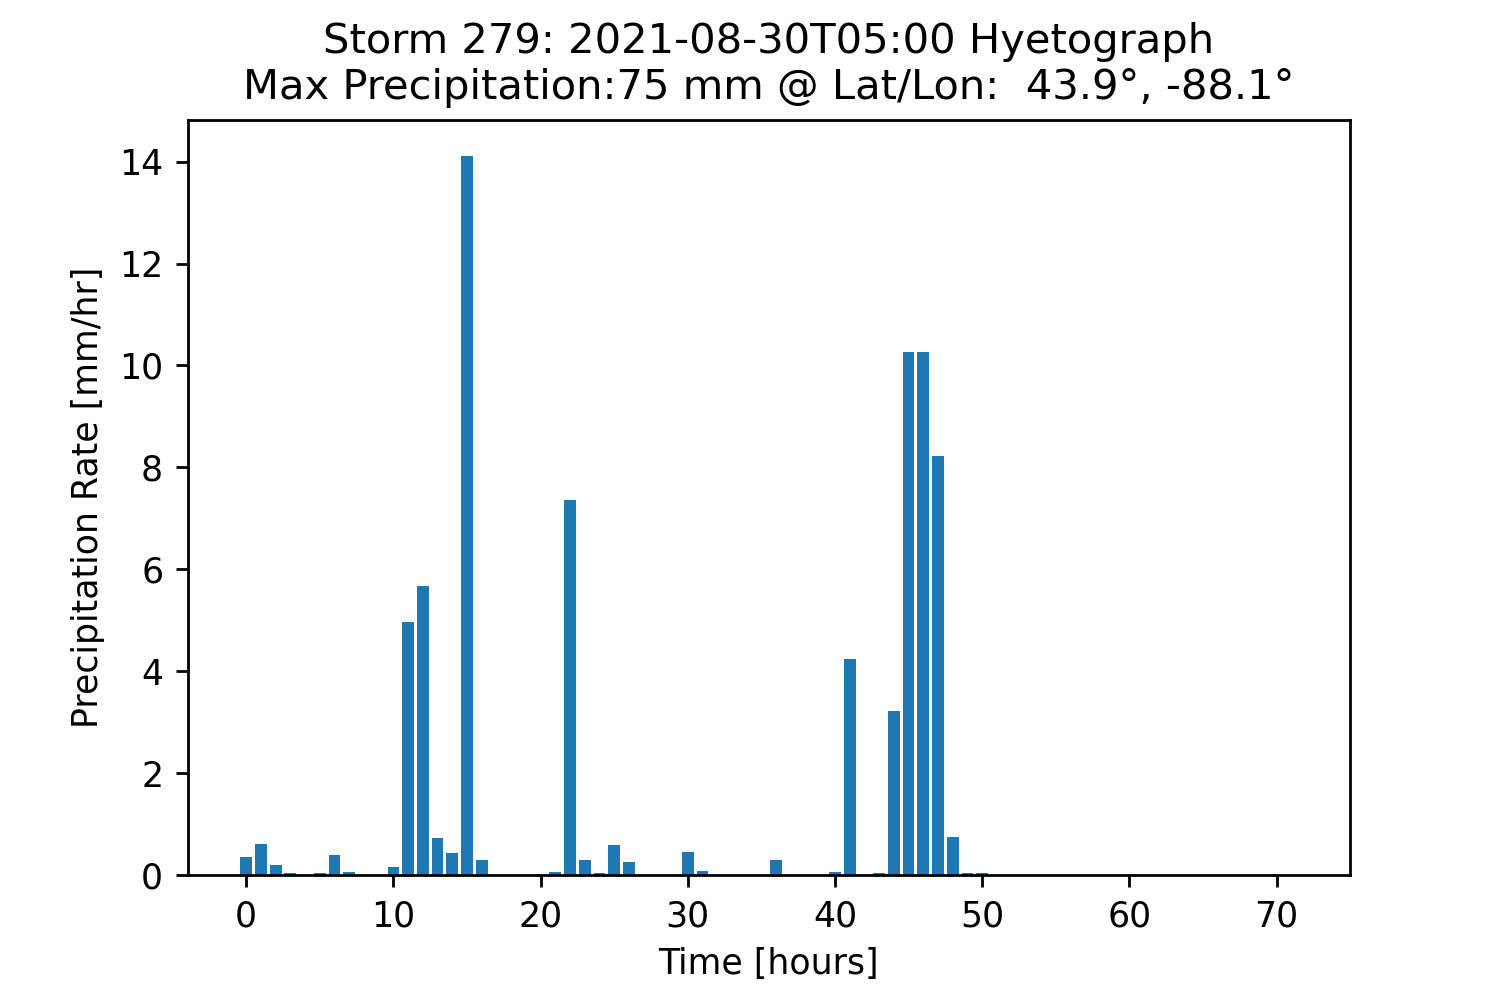 Storm 279: 2021-08-30T05:00 Hyetograph
Max Precipitation:75 mm @ Lat/Lon:  43.9°, -88.1°
14
12
10
8
6
4
2
0
Precipitation Rate [mm/hr]
0 10 20 30 40 50 60 70
Time [hours]